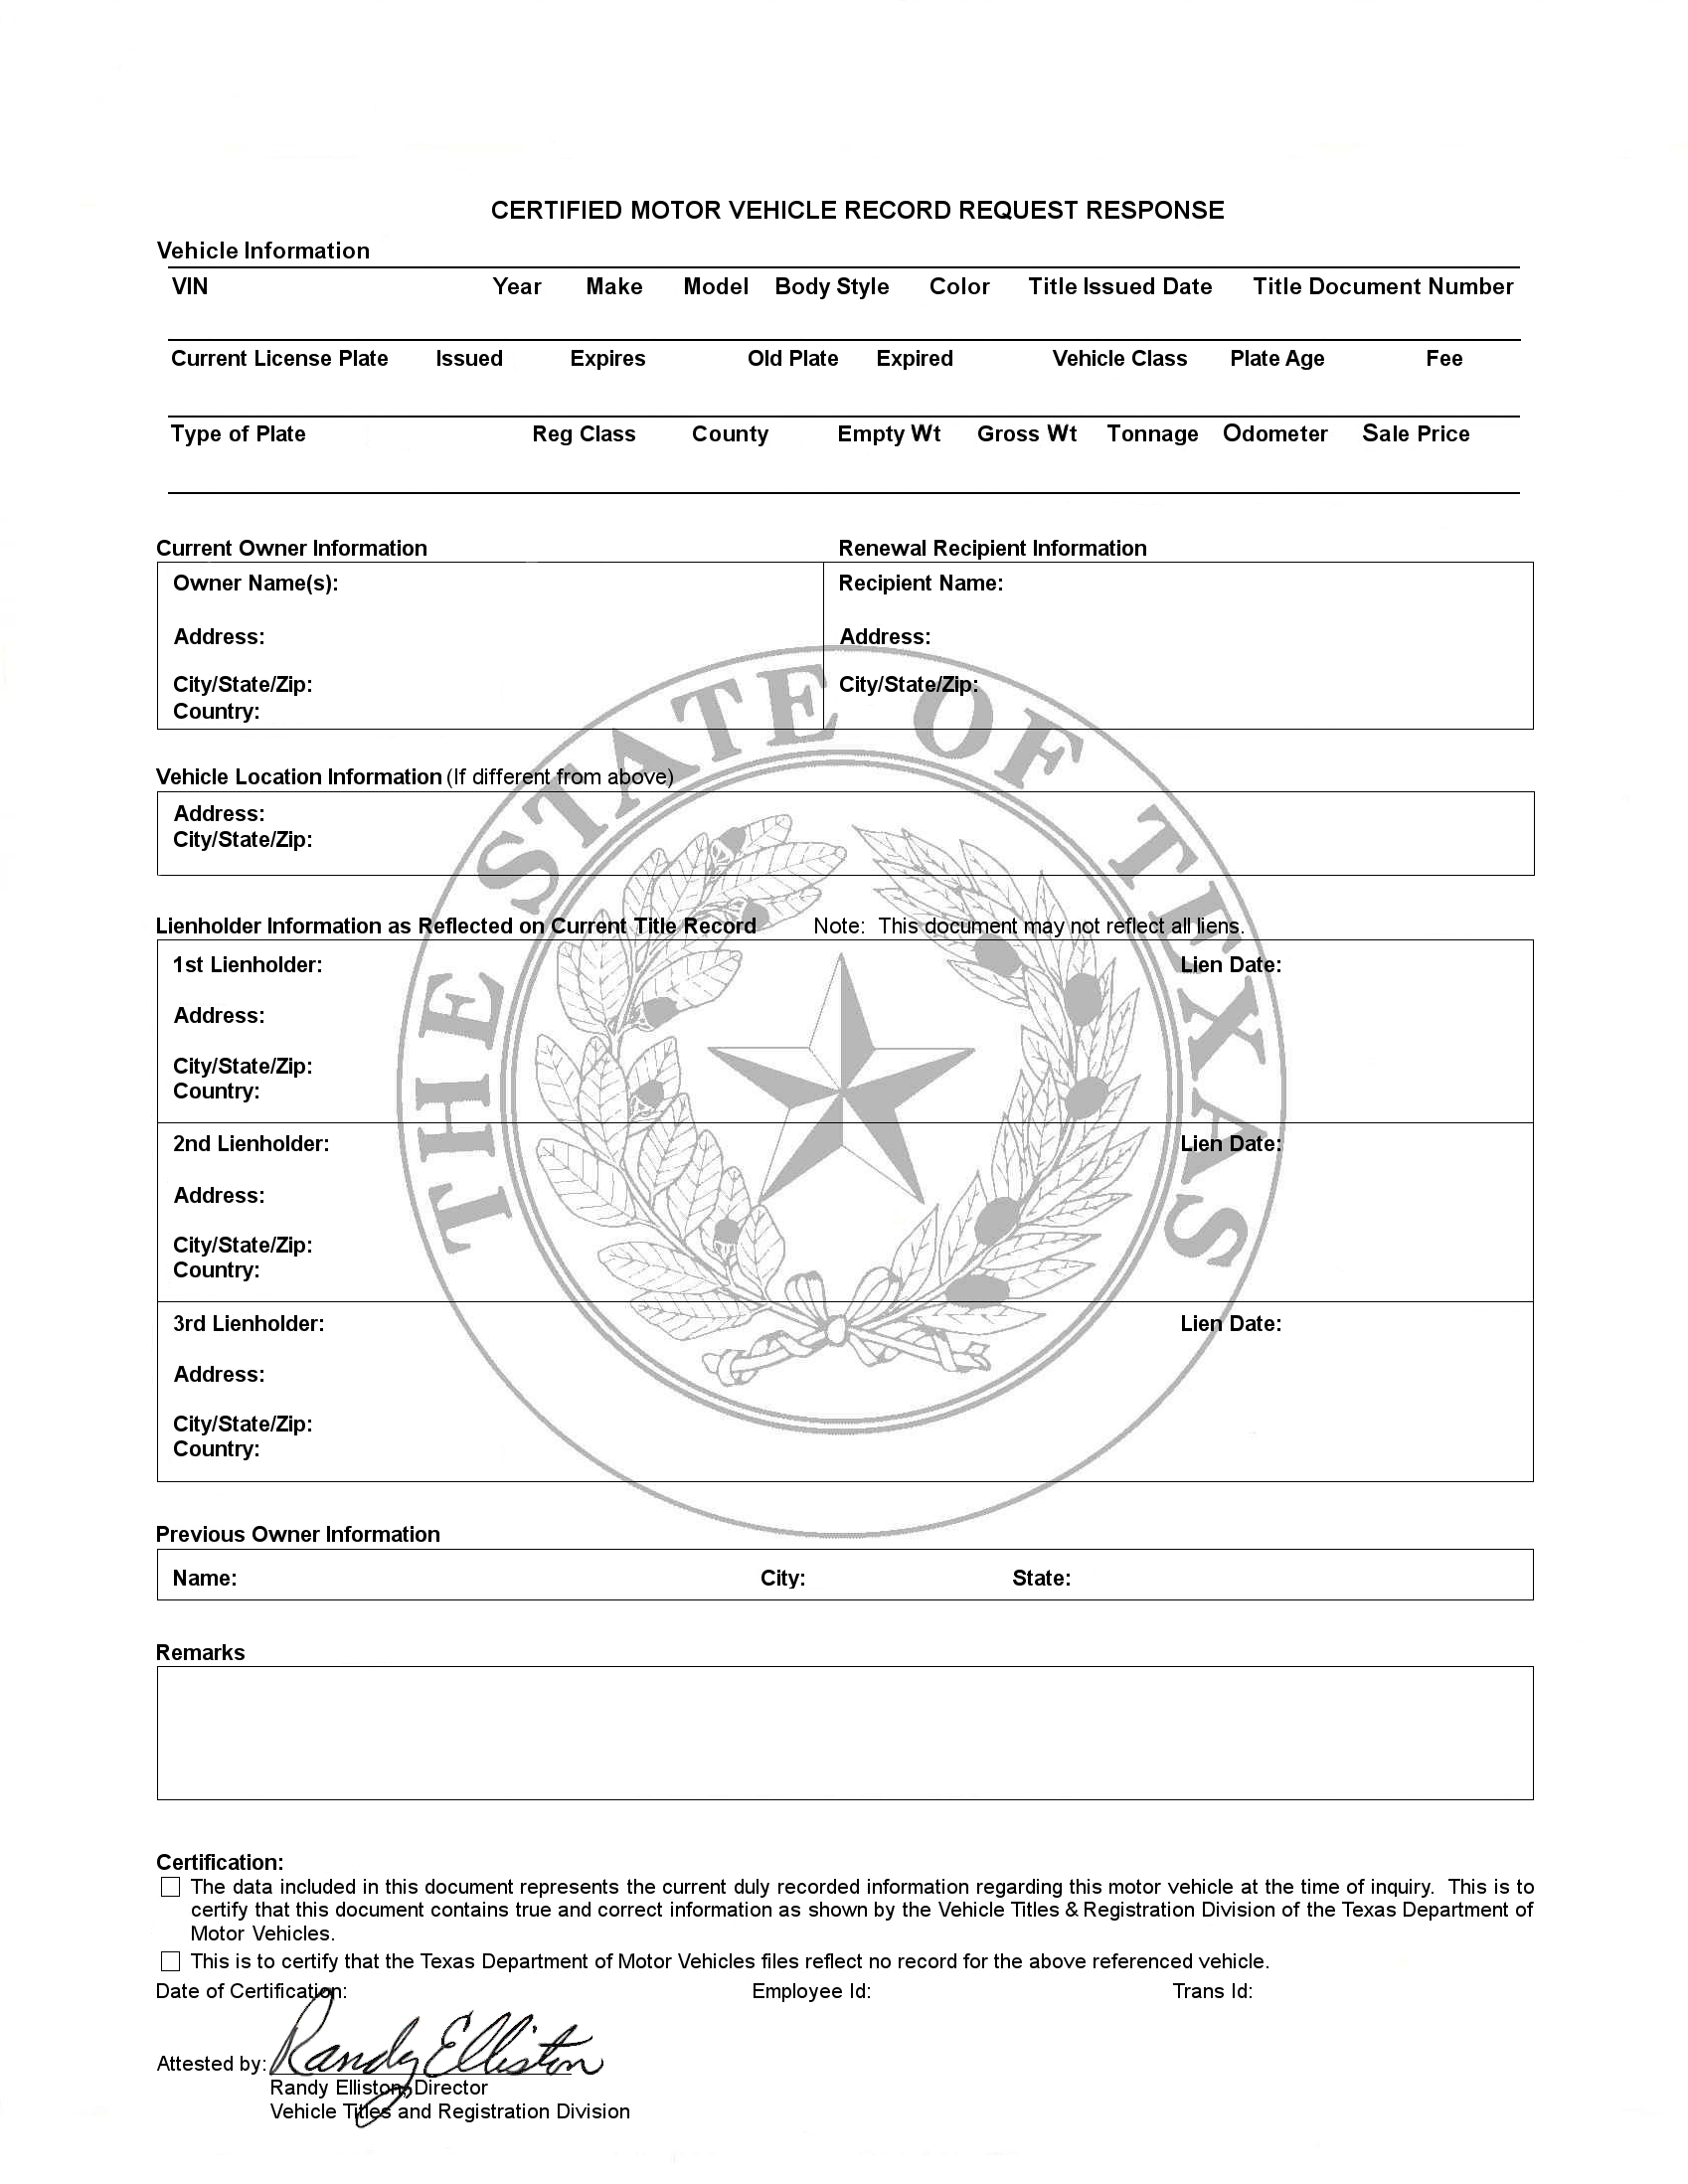 CERTIFIED MOTOR VEHICLE RECORD REQUEST RESPONSE
Vehicle Information
VIN Year Make Model Body Style Color Title Issued Date Title Document Number
Current License Plate Issued Expires Old Plate Expired Vehicle Class Plate Age Fee
Type of Plate Reg Class County Empty Wt Gross Wt Tonnage Odometer Sale Price
Current Owner Information Renewal Recipient Information
Owner Name(s): Recipient Name:
Address: Address:
City/State/Zip: City/State/Zip:
Country:
THE STATE OF TEXAS
Vehicle Location Information (If different from above)
Address:
City/State/Zip:
Lienholder Information as Reflected on Current Title Record Note: This document may not reflect all liens.
1st Lienholder: Lien Date:
Address:
City/State/Zip:
Country:
2nd Lienholder: Lien Date:
Address:
City/State/Zip:
Country:
3rd Lienholder: Lien Date:
Address:
City/State/Zip:
Country:
Previous Owner Information
Name: City: State:
Remarks
Certification:
The data included in this document represents the current duly recorded information regarding this motor vehicle at the time of inquiry. This is to
certify that this document contains true and correct information as shown by the Vehicle Titles & Registration Division of the Texas Department of
Motor Vehicles.
This is to certify that the Texas Department of Motor Vehicles files reflect no record for the above referenced vehicle.
Date of Certification: Employee Id: Trans Id:
Randy Elliston
Attested by:
Randy Elliston, Director
Vehicle Titles and Registration Division